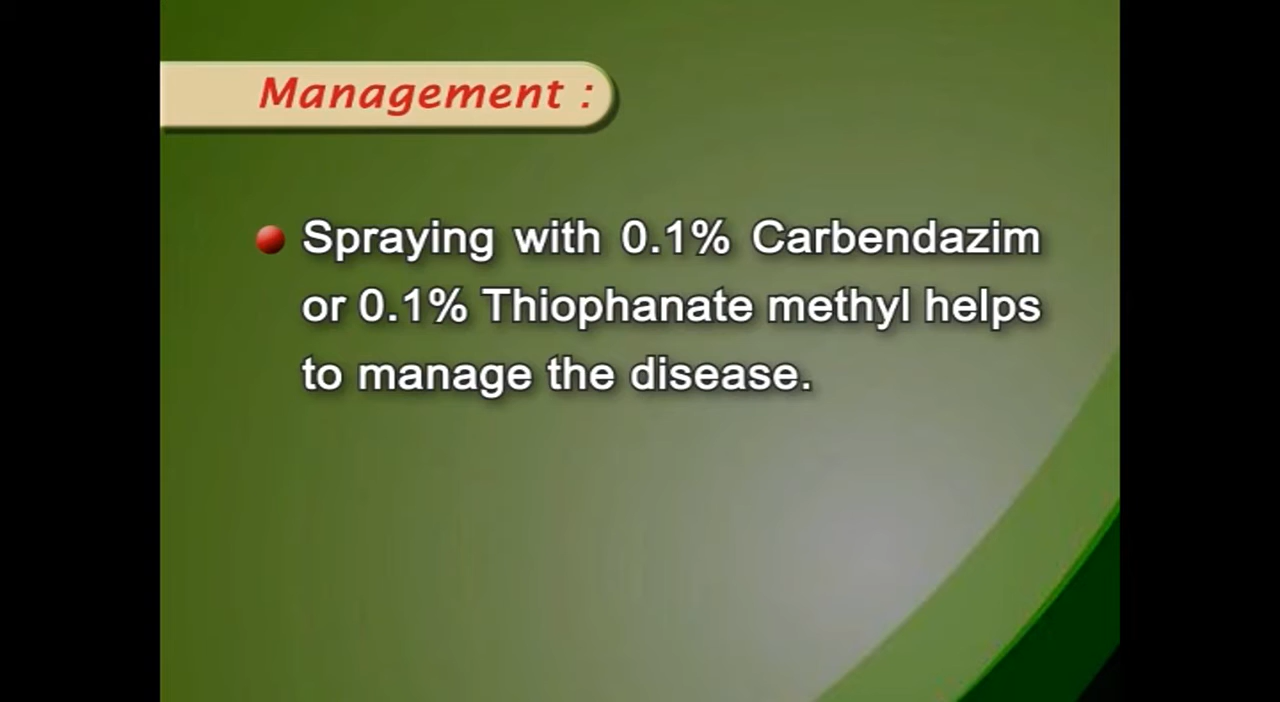 Management :
Spraying with 0.1% Carbendazim
or 0.1% Thiophanate methyl helps
to manage the disease.